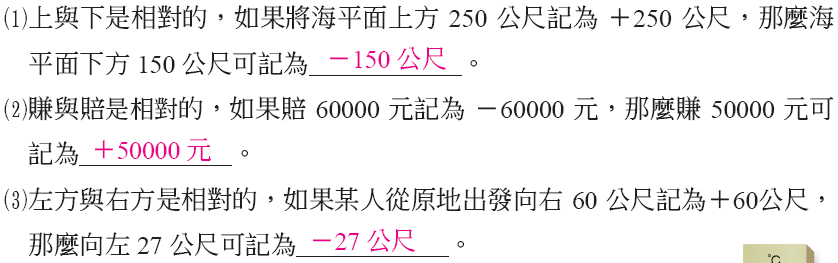 ⑴上與下是相對的，如果將海平面上方 250 公尺記為 ＋250 公尺，那麼海
平面下方 150 公尺可記為 －150 公尺 。
⑵賺與賠是相對的，如果賠 60000 元記為 －60000 元，那麼賺 50000 元可
記為 ＋50000 元 。
⑶左方與右方是相對的，如果某人從原地出發向右 60 公尺記為＋60公尺，
那麼向左 27 公尺可記為 －27 公尺 。
°C